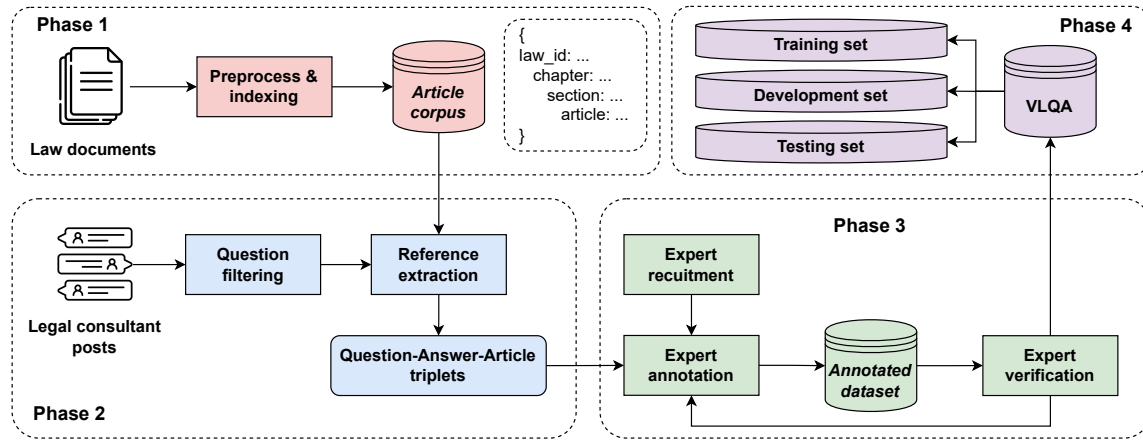 Phase 1
Law documents
Preprocess &
indexing
Article
corpus
{
law_id: ...
chapter: ...
section: ...
article: ...
}
Phase 4
Training set
Development set
Testing set
VLQA
Legal consultant
posts
Question
filtering
Reference
extraction
Question-Answer-Article
triplets
Phase 2
Phase 3
Expert
recuitment
Expert
annotation
Annotated
dataset
Expert
verification